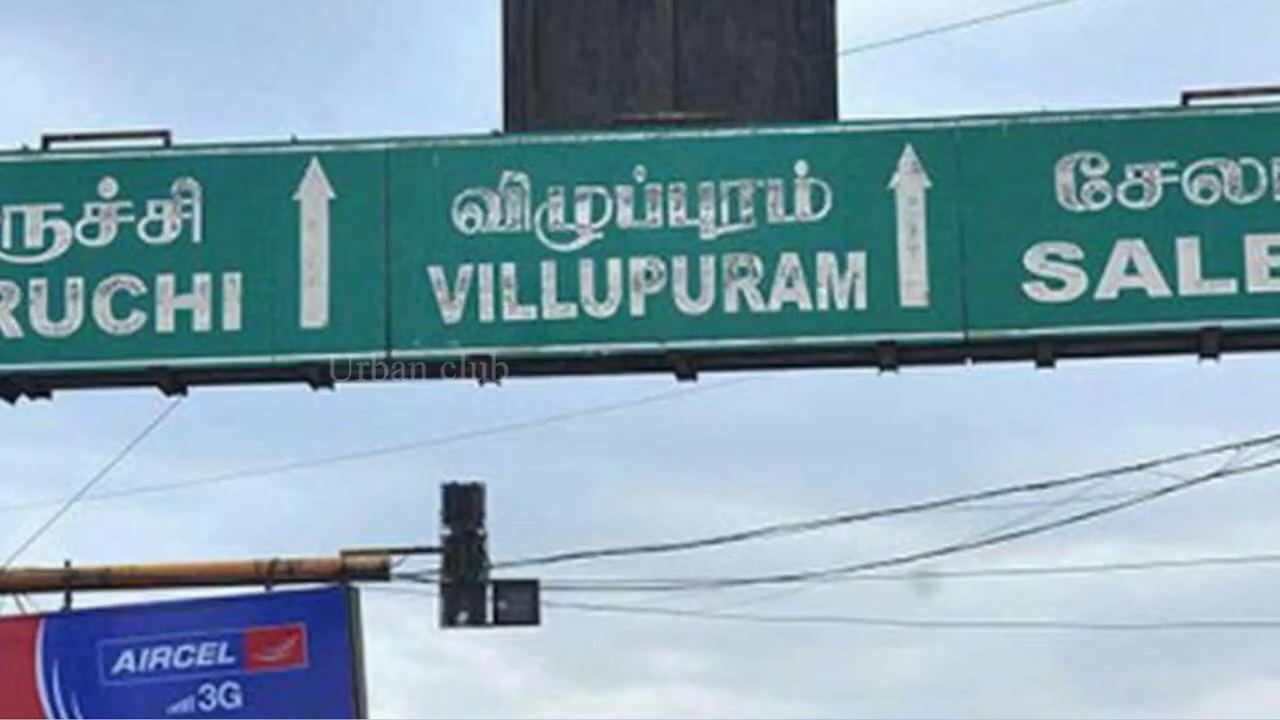 ருச்சி
RUCHI
விழுப்புரம்
VILLUPURAM
சேல
SALE
Urban club
AIRCEL
3G